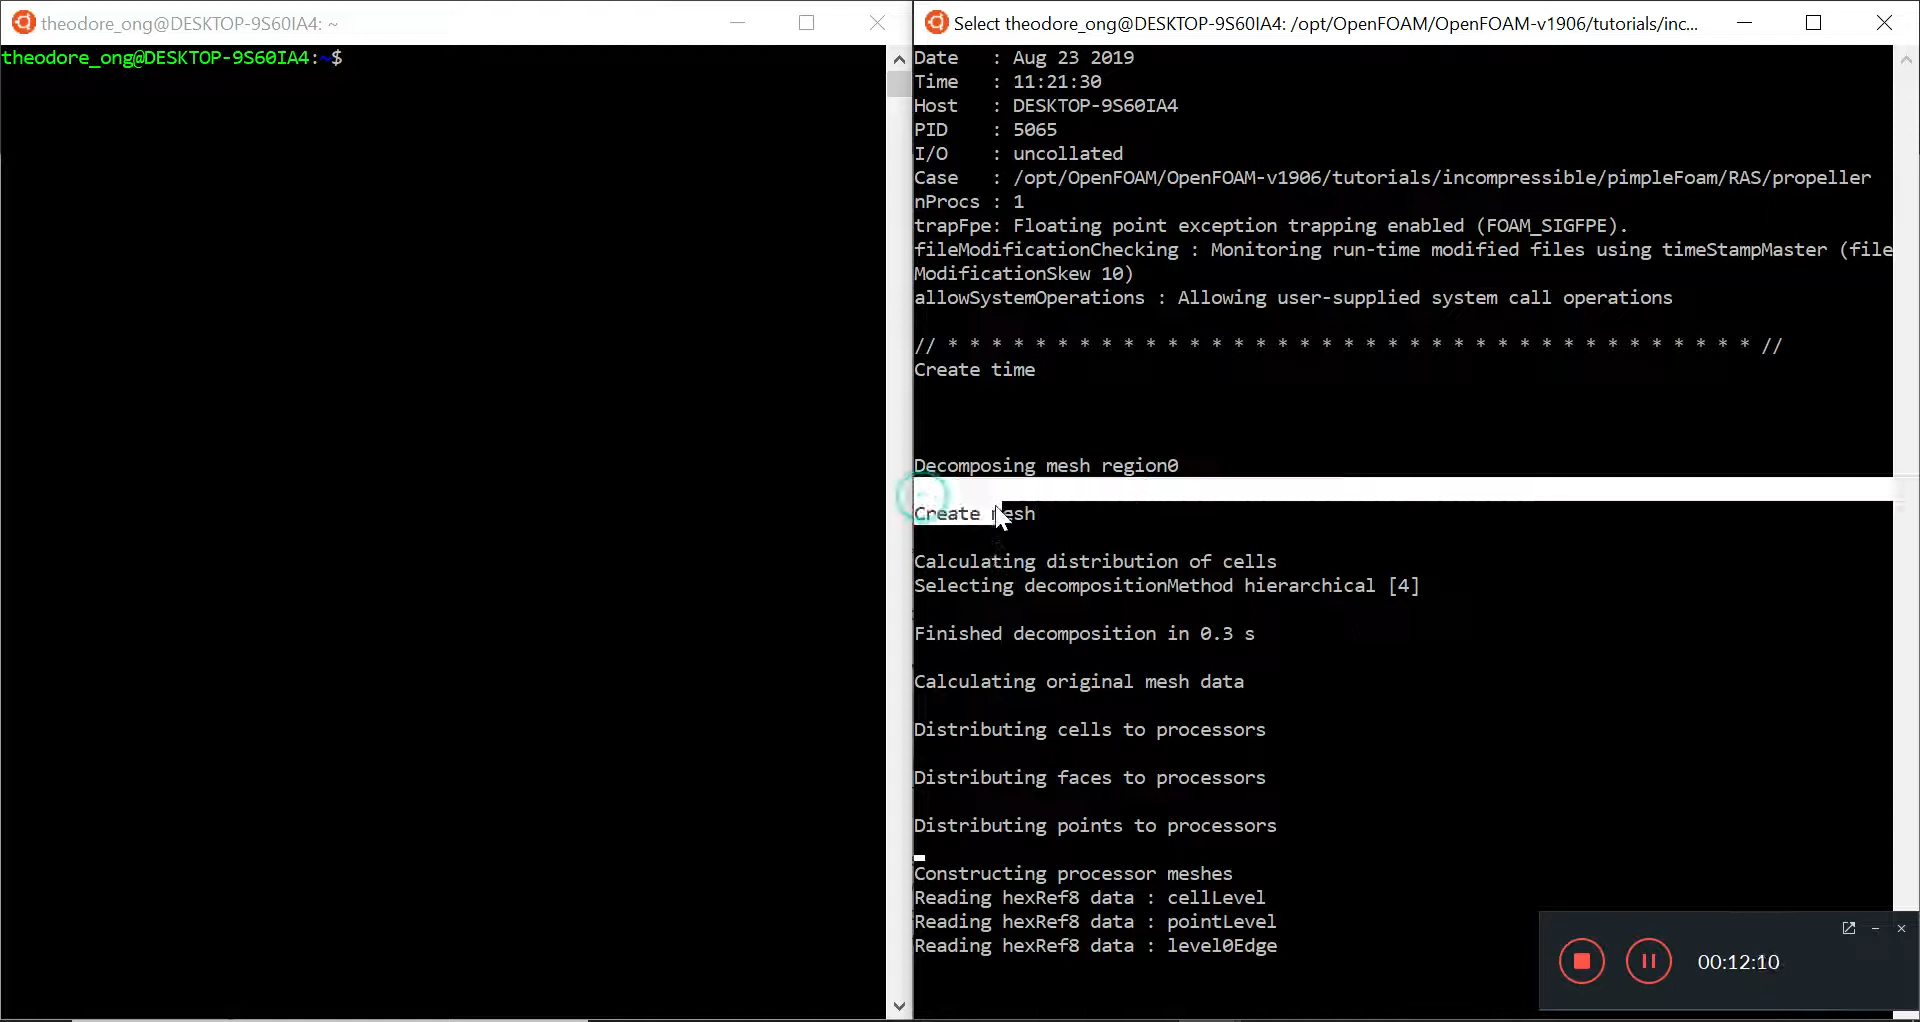 theodore_ong@DESKTOP-9S60IA4: ~
theodore_ong@DESKTOP-9S60IA4:~$
Select theodore_ong@DESKTOP-9S60IA4: /opt/OpenFOAM/OpenFOAM-v1906/tutorials/inc...
Date   : Aug 23 2019
Time   : 11:21:30
Host   : DESKTOP-9S60IA4
PID    : 5065
I/O    : uncollated
Case   : /opt/OpenFOAM/OpenFOAM-v1906/tutorials/incompressible/pimpleFoam/RAS/propeller
nProcs : 1
trapFpe: Floating point exception trapping enabled (FOAM_SIGFPE).
fileModificationChecking : Monitoring run-time modified files using timeStampMaster (file
ModificationSkew 10)
allowSystemOperations : Allowing user-supplied system call operations
// * * * * * * * * * * * * * * * * * * * * * * * * * * * * * * * * * * * * * //
Create time
Decomposing mesh region0
Create mesh
Calculating distribution of cells
Selecting decompositionMethod hierarchical [4]
Finished decomposition in 0.3 s
Calculating original mesh data
Distributing cells to processors
Distributing faces to processors
Distributing points to processors
Constructing processor meshes
Reading hexRef8 data : cellLevel
Reading hexRef8 data : pointLevel
Reading hexRef8 data : level0Edge
00:12:10